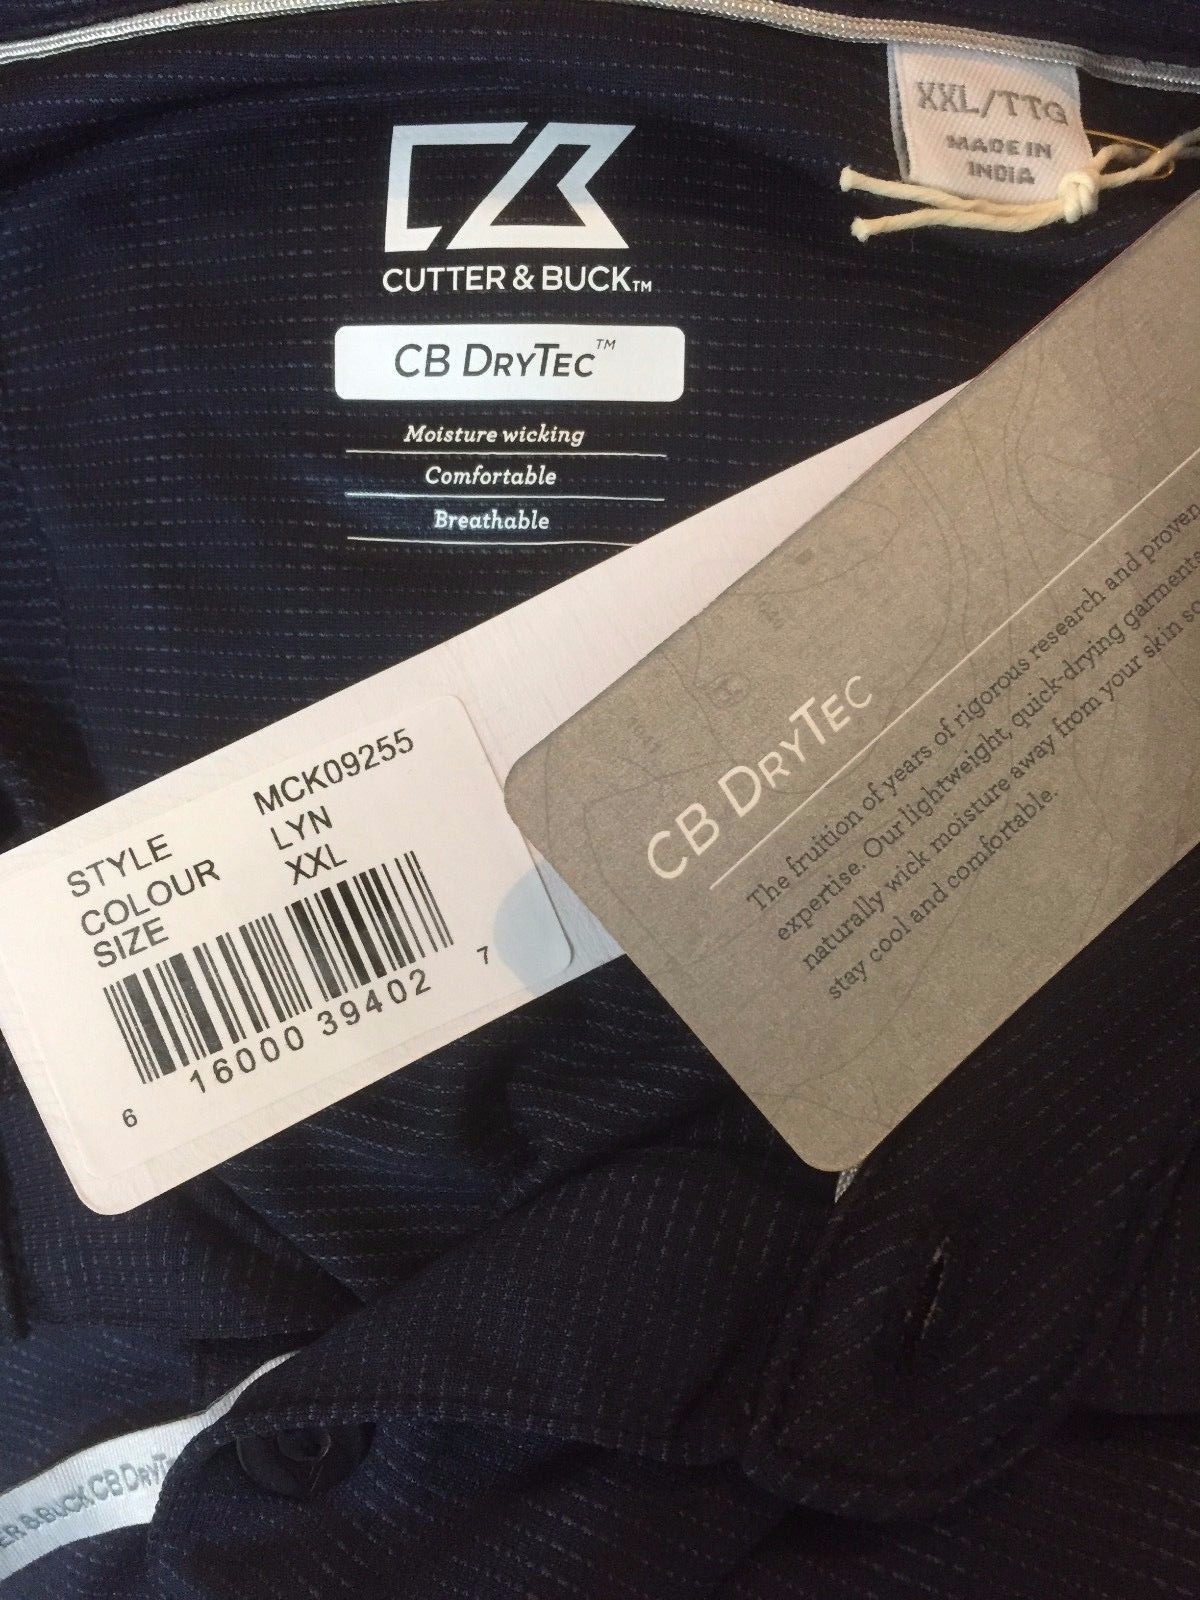 XXL/TTG
MADE IN
INDIA
CUTTER & BUCK™
CB DRYTEC™
Moisture wicking
Comfortable
Breathable
STYLE MCK09255
COLOUR LYN
SIZE XXL
6 16000 39402 7
CB DRYTEC
The fruition of years of rigorous research and proven
expertise. Our lightweight, quick-drying garments
naturally wick moisture away from your skin so
stay cool and comfortable.
ER & BUCK CB DRYT